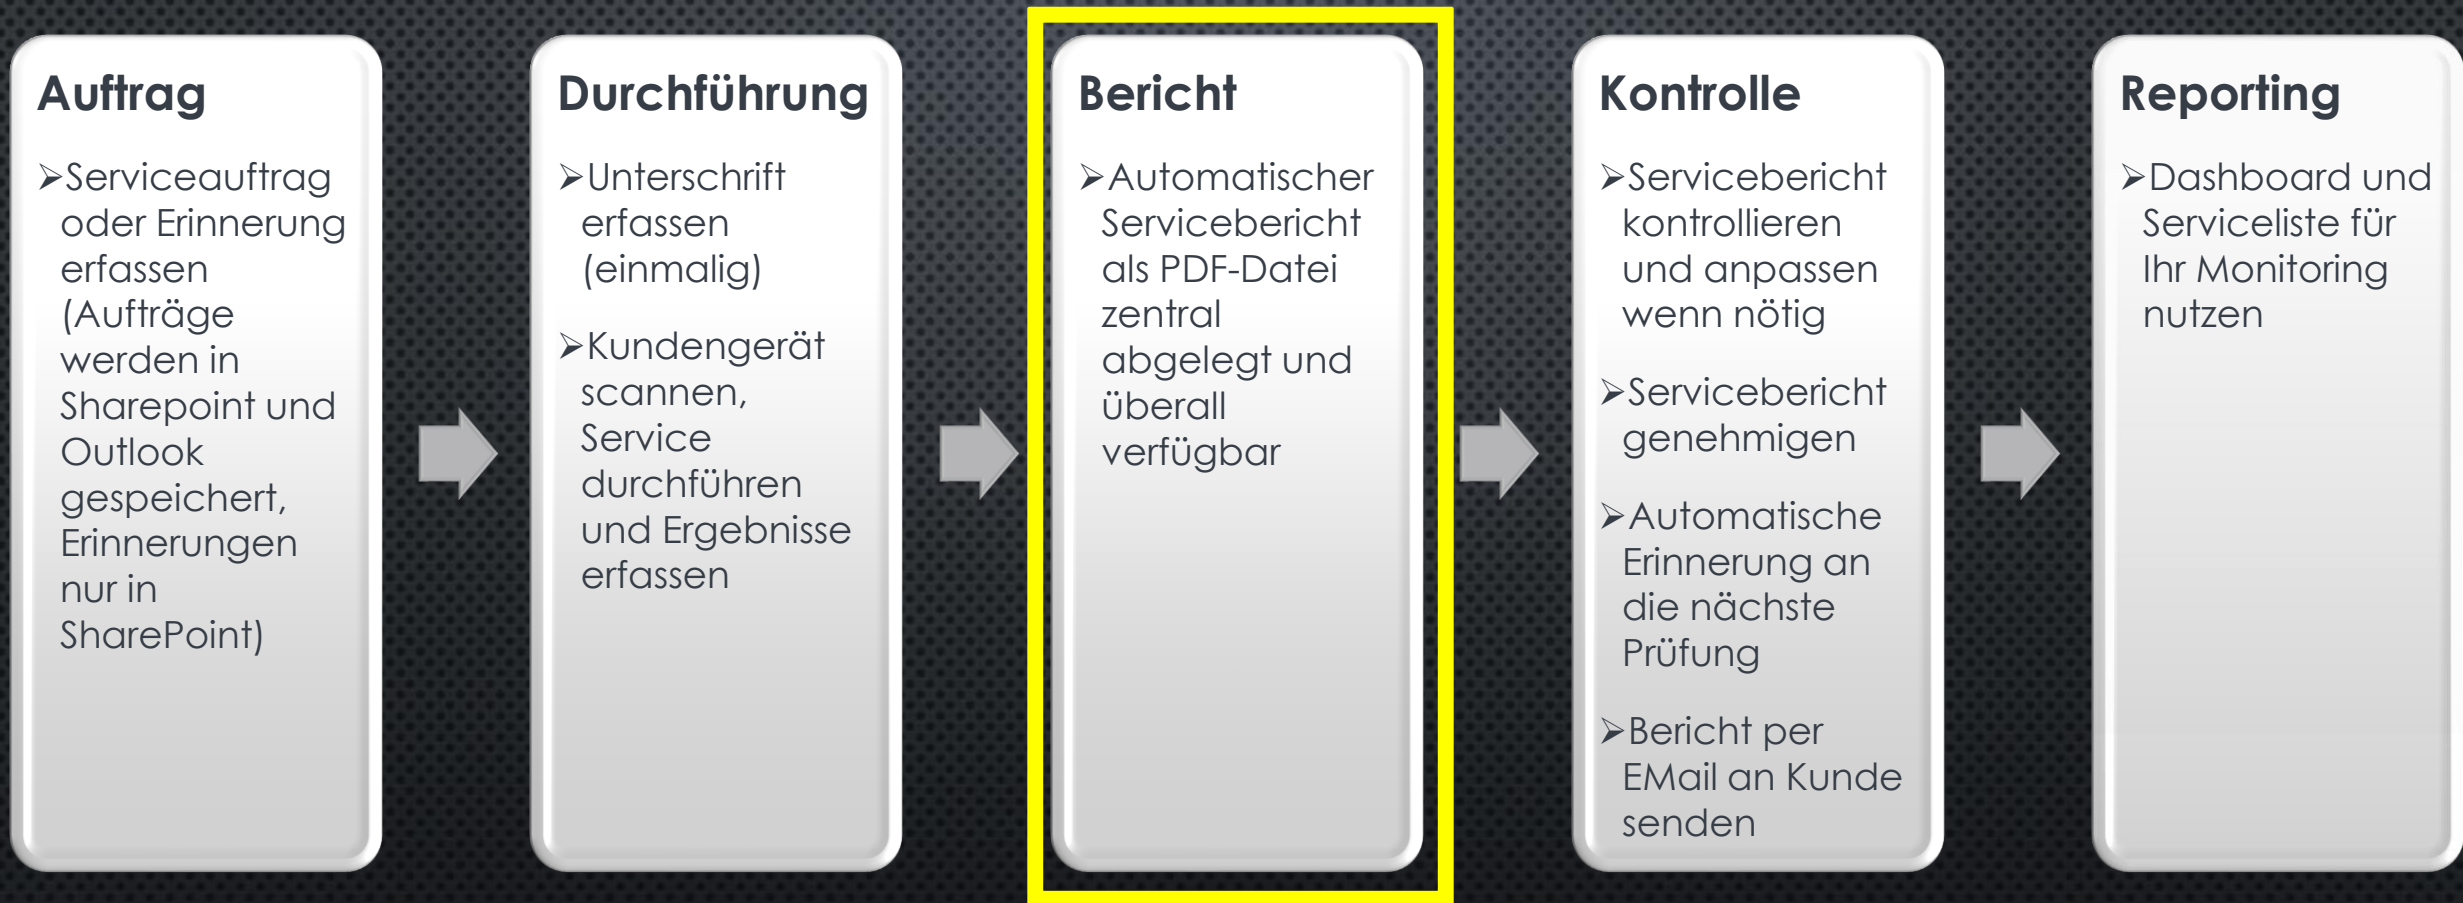 Auftrag
➢Serviceauftrag
oder Erinnerung
erfassen
(Aufträge
werden in
Sharepoint und
Outlook
gespeichert,
Erinnerungen
nur in
SharePoint)
Durchführung
➢Unterschrift
erfassen
(einmalig)
➢Kundengerät
scannen,
Service
durchführen
und Ergebnisse
erfassen
Bericht
➢Automatischer
Servicebericht
als PDF-Datei
zentral
abgelegt und
überall
verfügbar
Kontrolle
➢Servicebericht
kontrollieren
und anpassen
wenn nötig
➢Servicebericht
genehmigen
➢Automatische
Erinnerung an
die nächste
Prüfung
➢Bericht per
EMail an Kunde
senden
Reporting
➢Dashboard und
Serviceliste für
Ihr Monitoring
nutzen